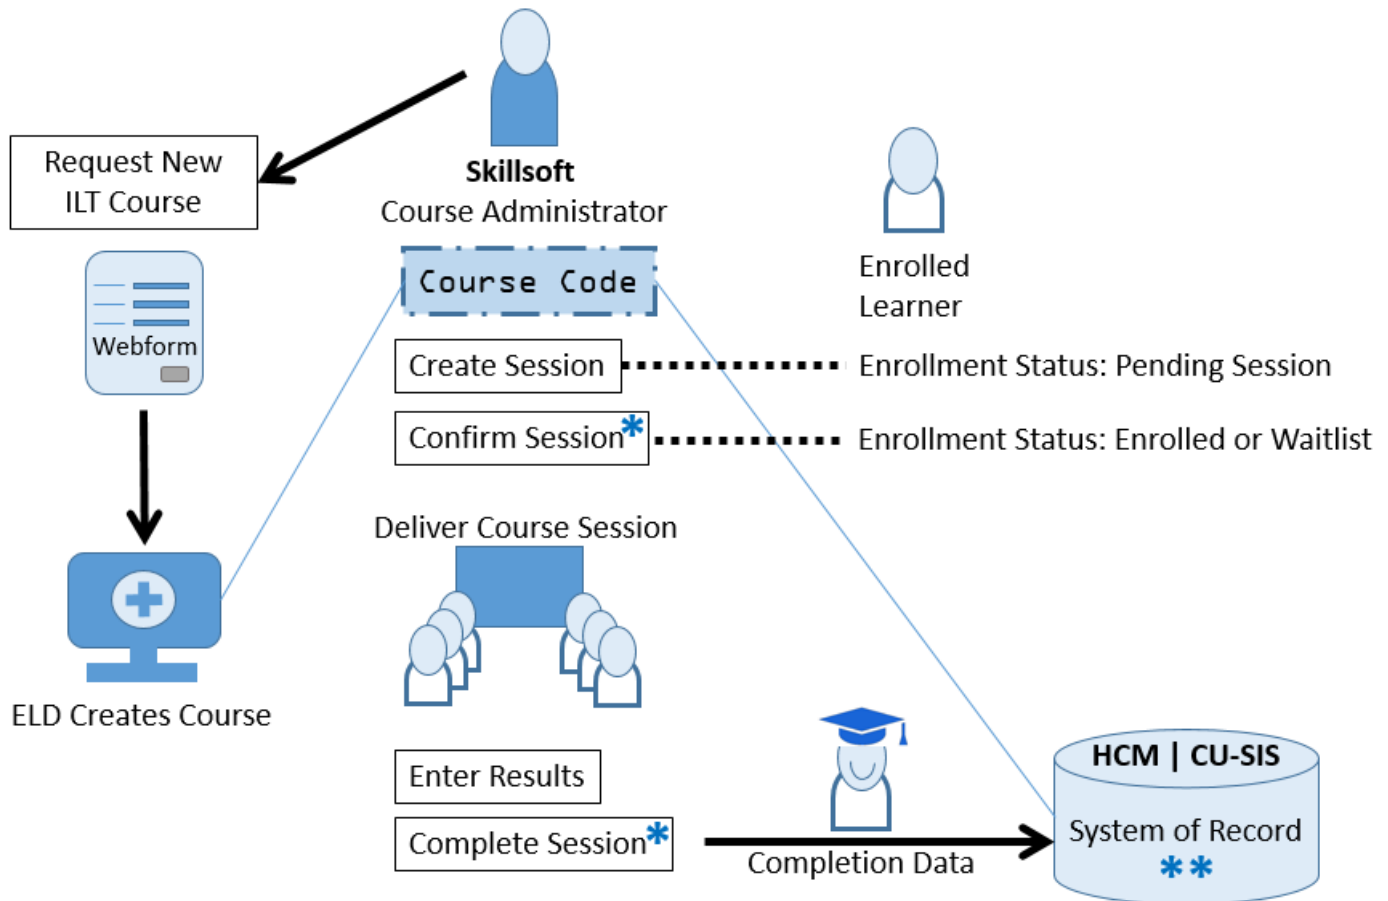 Request New
ILT Course
Skillsoft
Course Administrator
Webform
Course Code
Enrolled
Learner
Create Session
Enrollment Status: Pending Session
Confirm Session*
Enrollment Status: Enrolled or Waitlist
Deliver Course Session
ELD Creates Course
Enter Results
Complete Session*
Completion Data
HCM | CU-SIS
System of Record
**